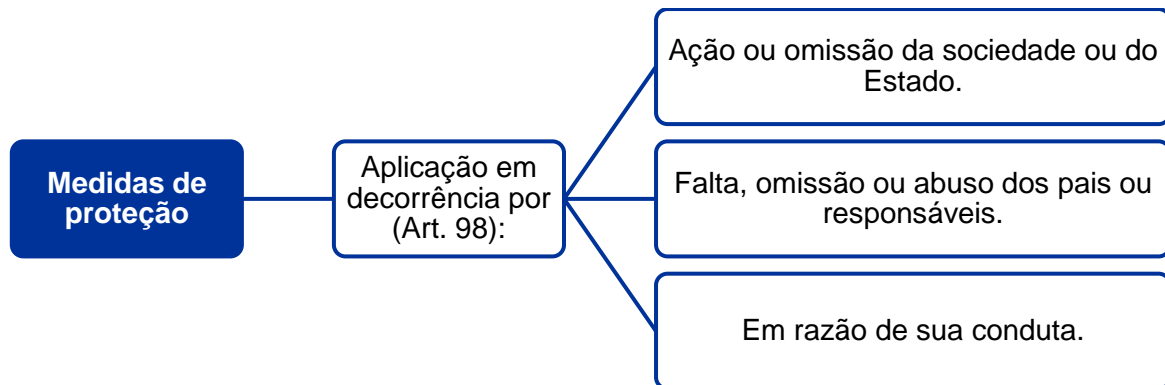 Medidas de
proteção
Aplicação em
decorrência por
(Art. 98):
Ação ou omissão da sociedade ou do
Estado.
Falta, omissão ou abuso dos pais ou
responsáveis.
Em razão de sua conduta.